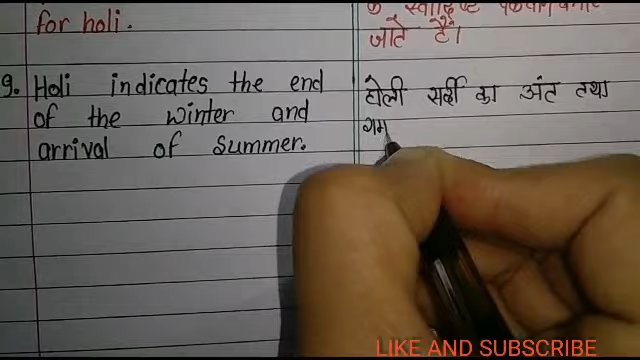 for holi.
जाते हैं।
9. Holi indicates the end
of the winter and
arrival of summer.
होली सर्दी का अंत तथा
गम
LIKE AND SUBSCRIBE